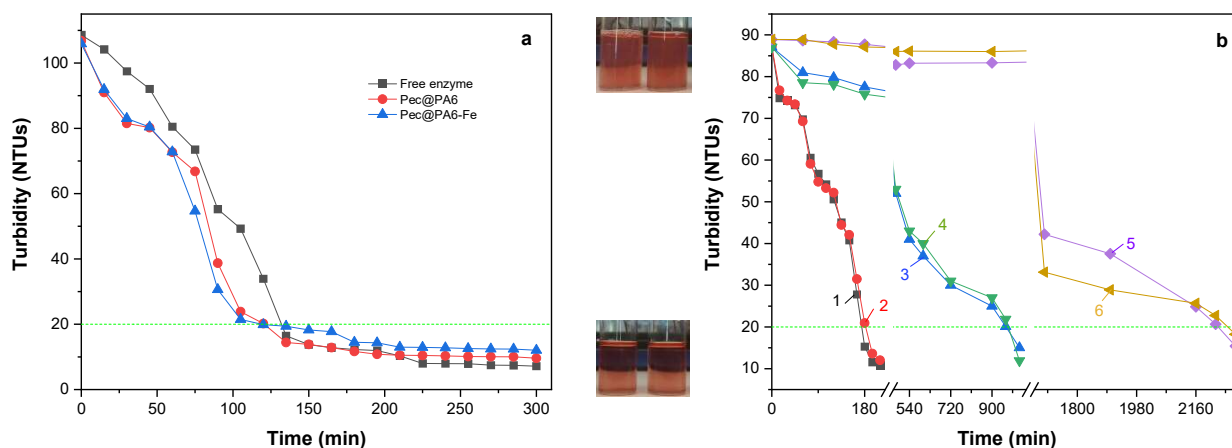 a
Free enzyme
Pec@PA6
Pec@PA6-Fe
Turbidity (NTUs)
100
80
60
40
20
0
0 50 100 150 200 250 300
Time (min)
b
Turbidity (NTUs)
90
80
70
60
50
40
30
20
10
1
2
3
4
5
6
0 180 540 720 900 1800 1980 2160
Time (min)